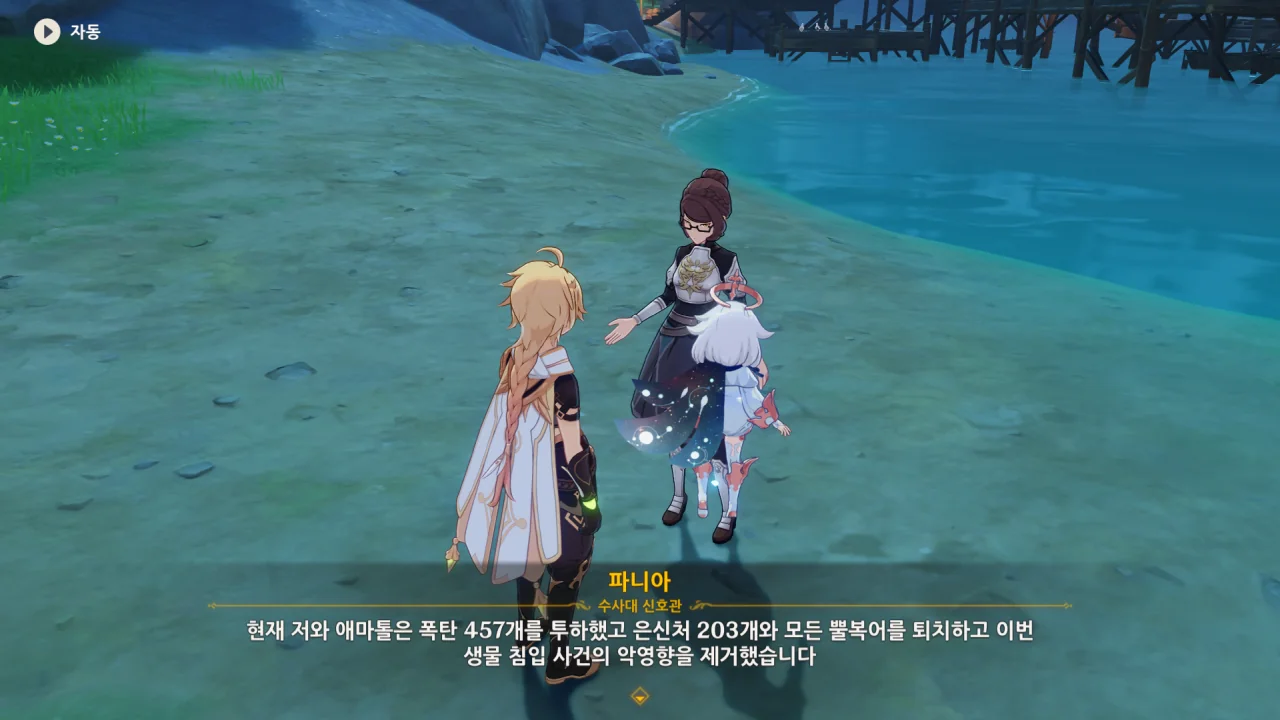 자동
파니아
수사대 신호관
현재 저와 애마톨은 폭탄 457개를 투하했고 은신처 203개와 모든 뿔복어를 퇴치하고 이번
생물 침입 사건의 악영향을 제거했습니다